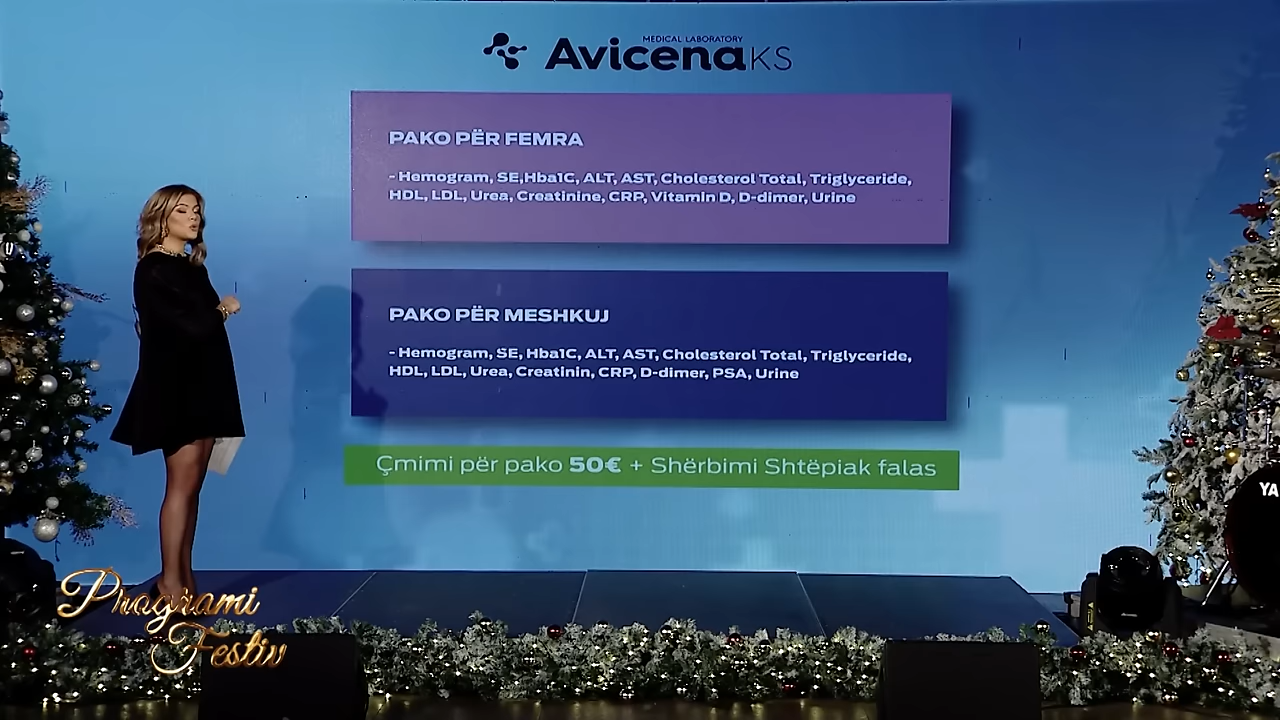 MEDICAL LABORATORY
AvicenaKS
PAKO PËR FEMRA
- Hemogram, SE,Hba1C, ALT, AST, Cholesterol Total, Triglyceride,
HDL, LDL, Urea, Creatinine, CRP, Vitamin D, D-dimer, Urine
PAKO PËR MESHKUJ
- Hemogram, SE, Hba1C, ALT, AST, Cholesterol Total, Triglyceride,
HDL, LDL, Urea, Creatinin, CRP, D-dimer, PSA, Urine
Çmimi për pako 50€ + Shërbimi Shtëpiak falas
YA
Programi
Festiv